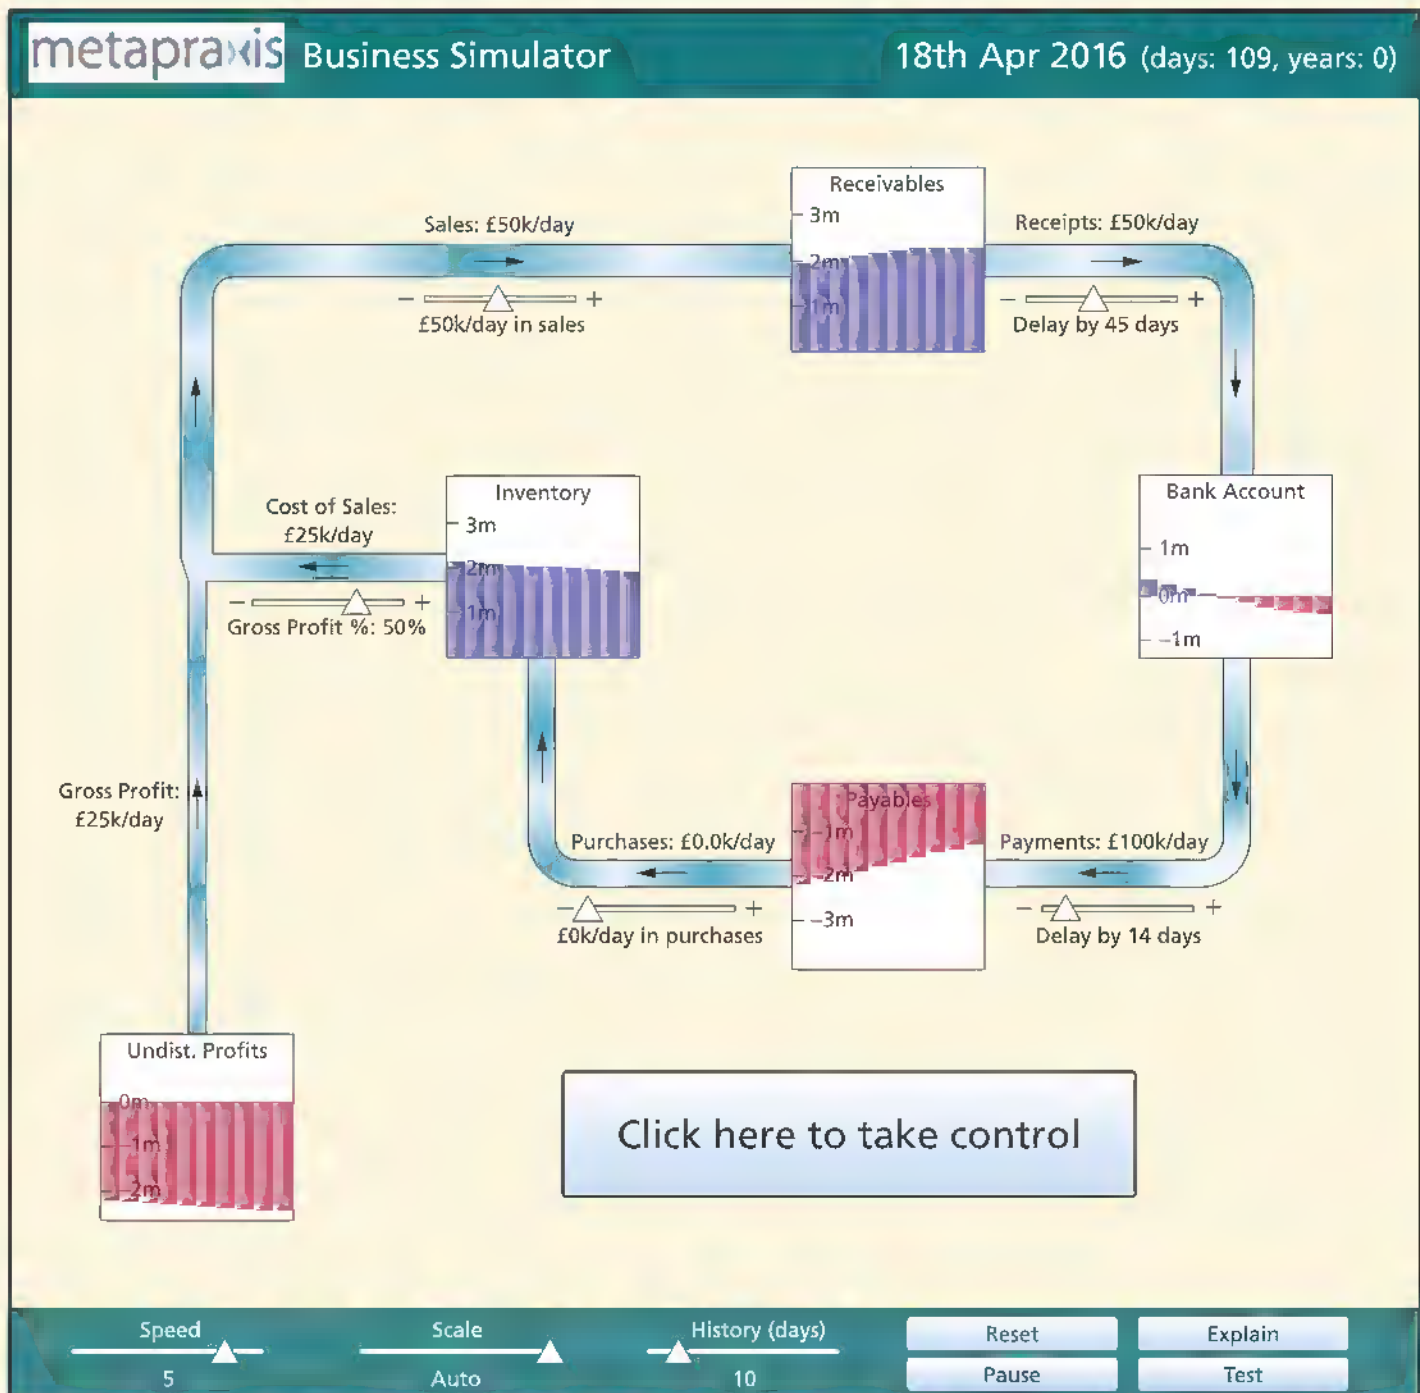 metapraxis Business Simulator
18th Apr 2016 (days: 109, years: 0)
Receivables
3m
2m
1m
Sales: £50k/day
- +
£50k/day in sales
Receipts: £50k/day
- +
Delay by 45 days
Inventory
3m
2m
1m
Cost of Sales:
£25k/day
- +
Gross Profit %: 50%
Bank Account
1m
0m
-1m
Gross Profit:
£25k/day
Purchases: £0.0k/day
- +
£0k/day in purchases
Payables
-1m
-2m
-3m
Payments: £100k/day
- +
Delay by 14 days
Undist. Profits
0m
-1m
-2m
Click here to take control
Speed
5
Scale
Auto
History (days)
10
Reset
Explain
Pause
Test